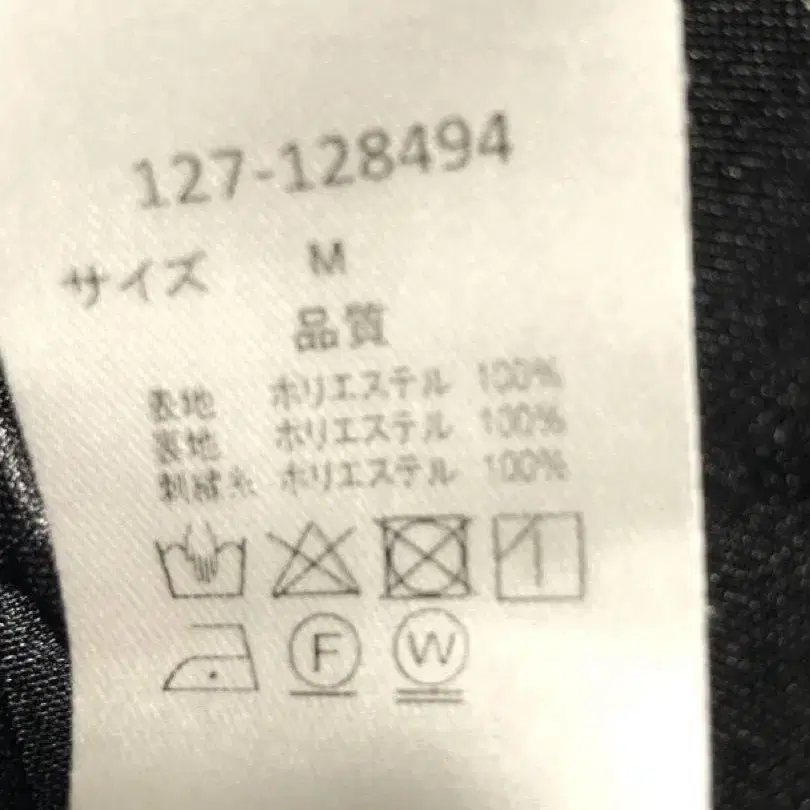 127-128494
サイズ M
品質
表地 ポリエステル 100%
裏地 ポリエステル 100%
刺繍糸 ポリエステル 100%
F W